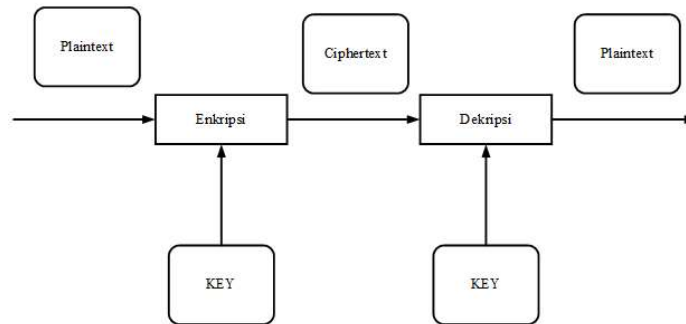 Plaintext
Ciphertext
Plaintext
Enkripsi
Dekripsi
KEY
KEY